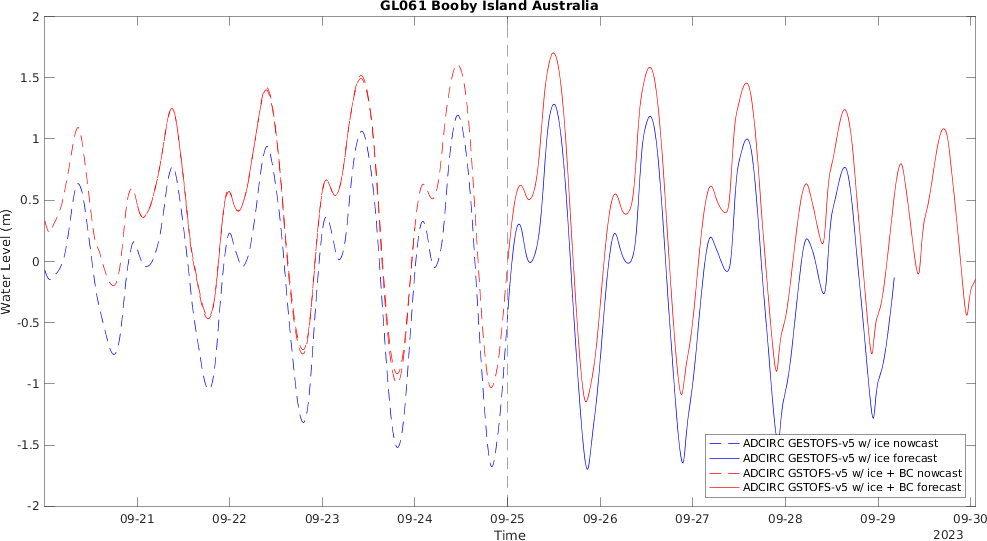 GL061 Booby Island Australia
2
1.5
1
0.5
0
-0.5
-1
-1.5
-2
Water Level (m)
ADCIRC GESTOFS-v5 w/ ice nowcast
ADCIRC GESTOFS-v5 w/ ice forecast
ADCIRC GSTOFS-v5 w/ ice + BC nowcast
ADCIRC GSTOFS-v5 w/ ice + BC forecast
09-21 09-22 09-23 09-24 09-25 09-26 09-27 09-28 09-29 09-30
Time
2023